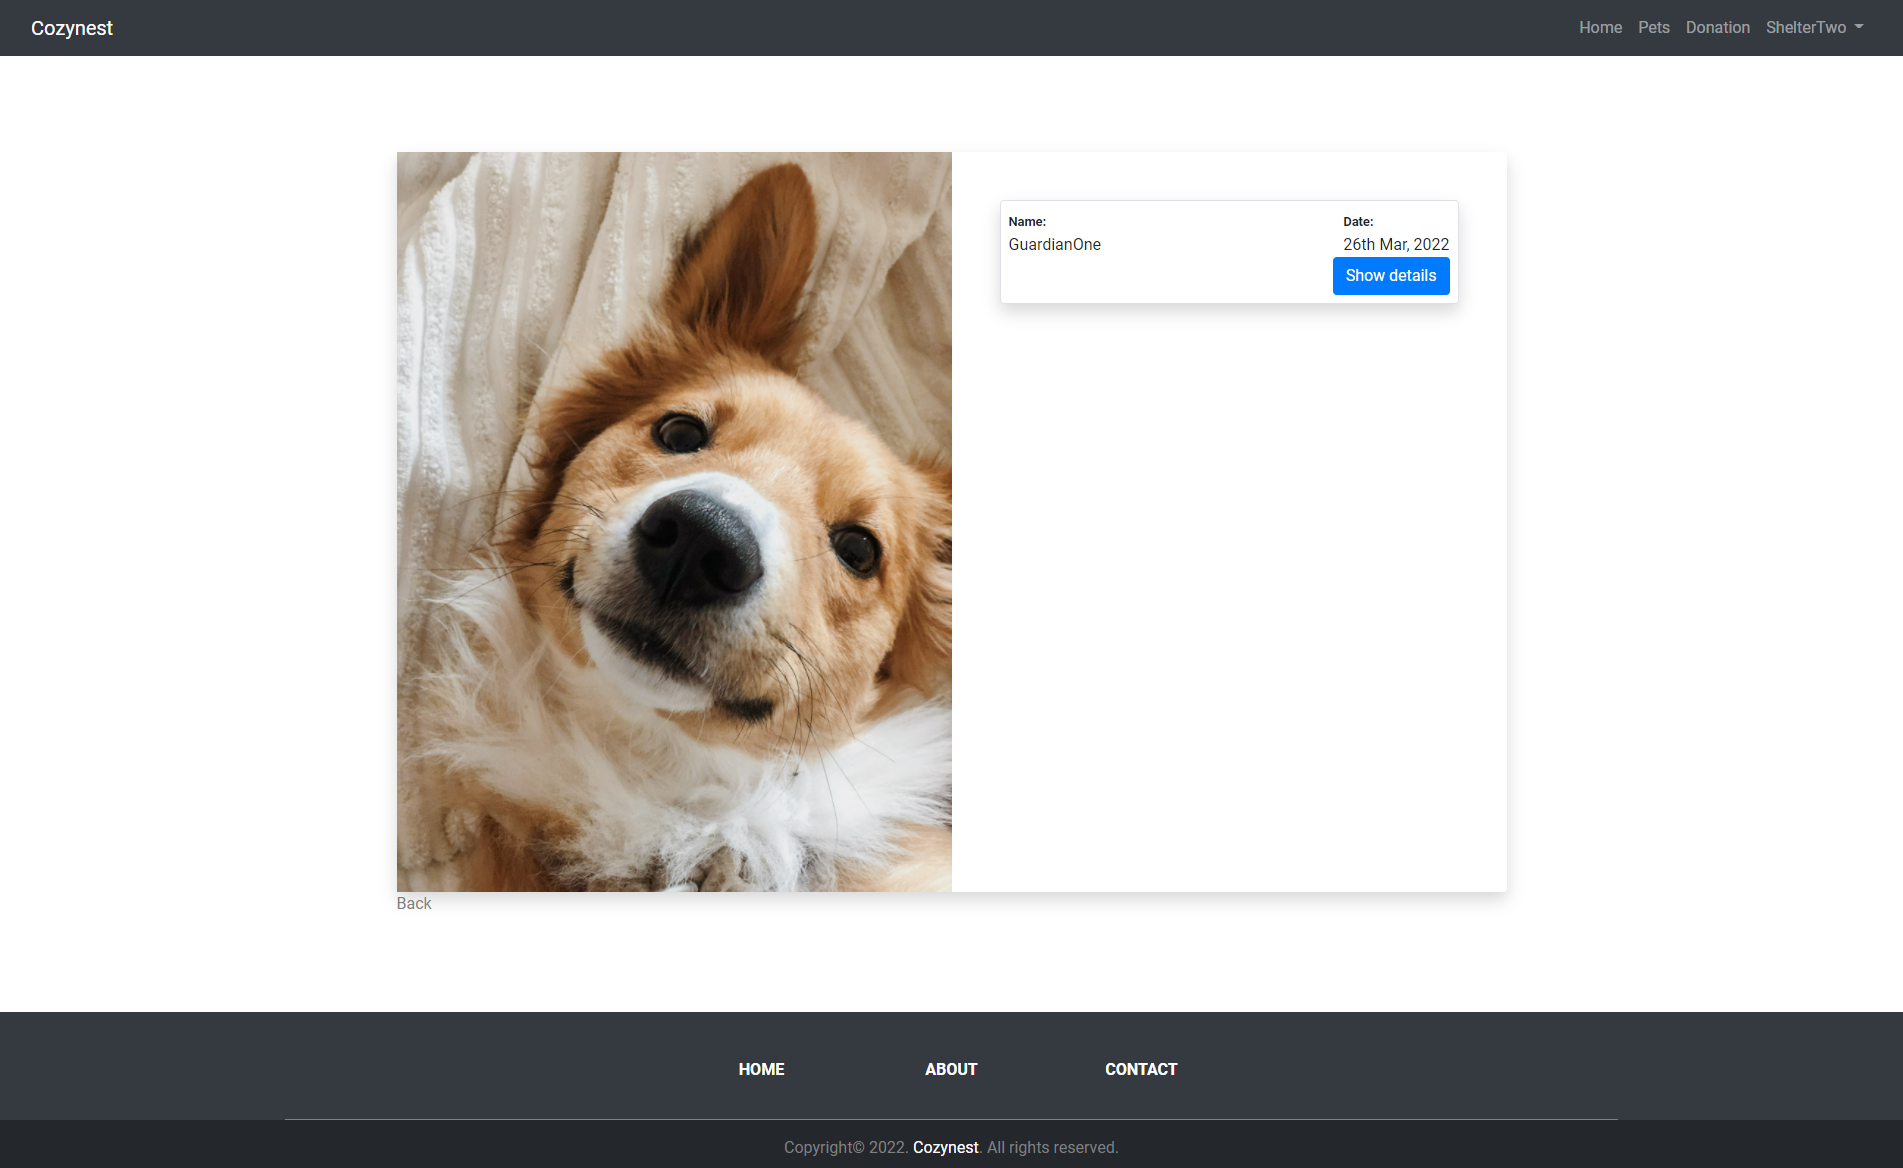 Cozynest
Home Pets Donation ShelterTwo
Name: Date:
GuardianOne 26th Mar, 2022
Show details
Back
HOME ABOUT CONTACT
Copyright© 2022. Cozynest. All rights reserved.